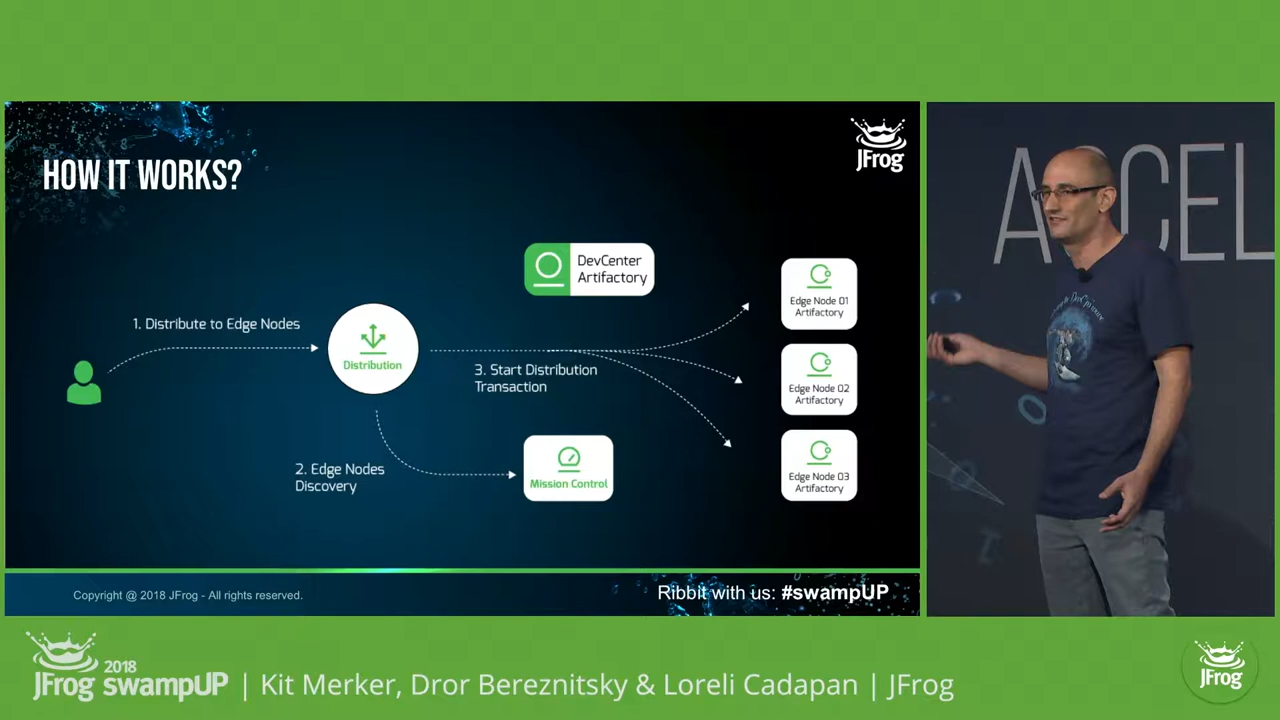 HOW IT WORKS?
JFrog
DevCenter
Artifactory
1. Distribute to Edge Nodes
Distribution
3. Start Distribution
Transaction
2. Edge Nodes
Discovery
Mission Control
Edge Node 01
Artifactory
Edge Node 02
Artifactory
Edge Node 03
Artifactory
ACCEL
Copyright @ 2018 JFrog - All rights reserved.
Ribbit with us: #swampUP
2018
JFrog swampUP | Kit Merker, Dror Bereznitsky & Loreli Cadapan | JFrog
JFrog